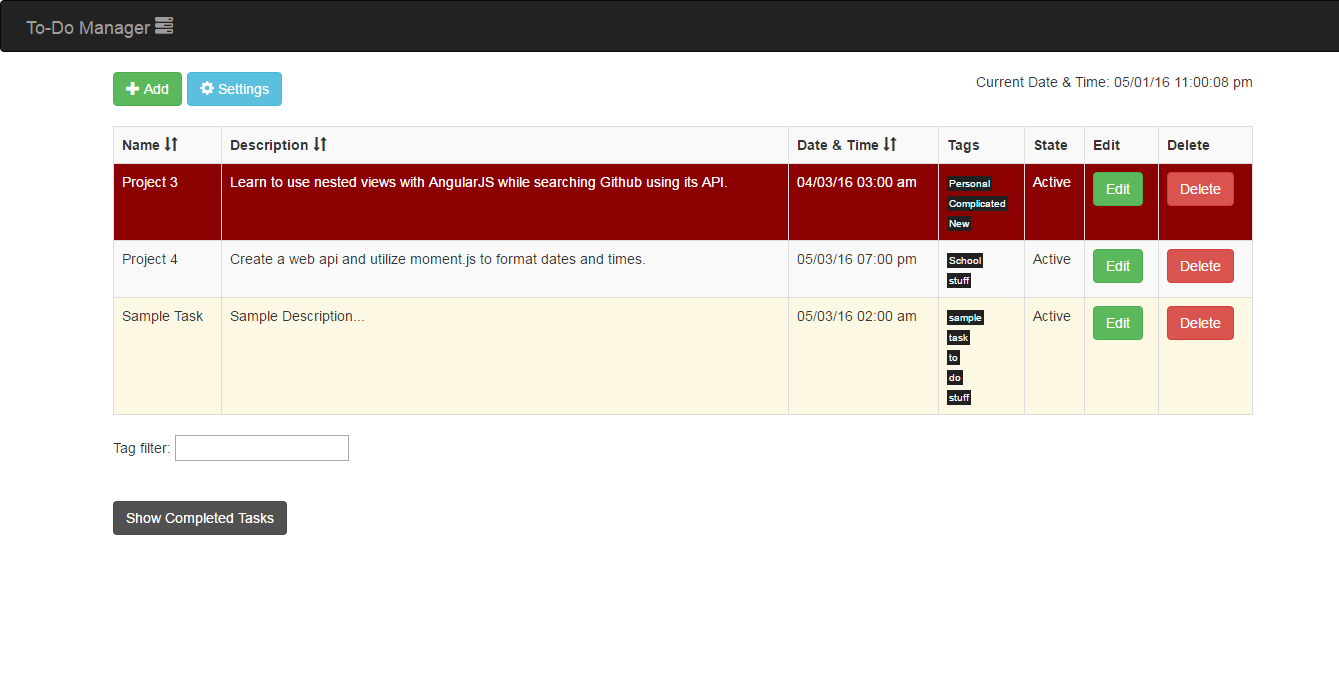 To-Do Manager
Add Settings Current Date & Time: 05/01/16 11:00:08 pm
Name Description Date & Time Tags State Edit Delete
Project 3 Learn to use nested views with AngularJS while searching Github using its API. 04/03/16 03:00 am Personal Active Edit Delete
Complicated
New
Project 4 Create a web api and utilize moment.js to format dates and times. 05/03/16 07:00 pm School Active Edit Delete
stuff
Sample Task Sample Description... 05/03/16 02:00 am sample Active Edit Delete
task
to
do
stuff
Tag filter:
Show Completed Tasks